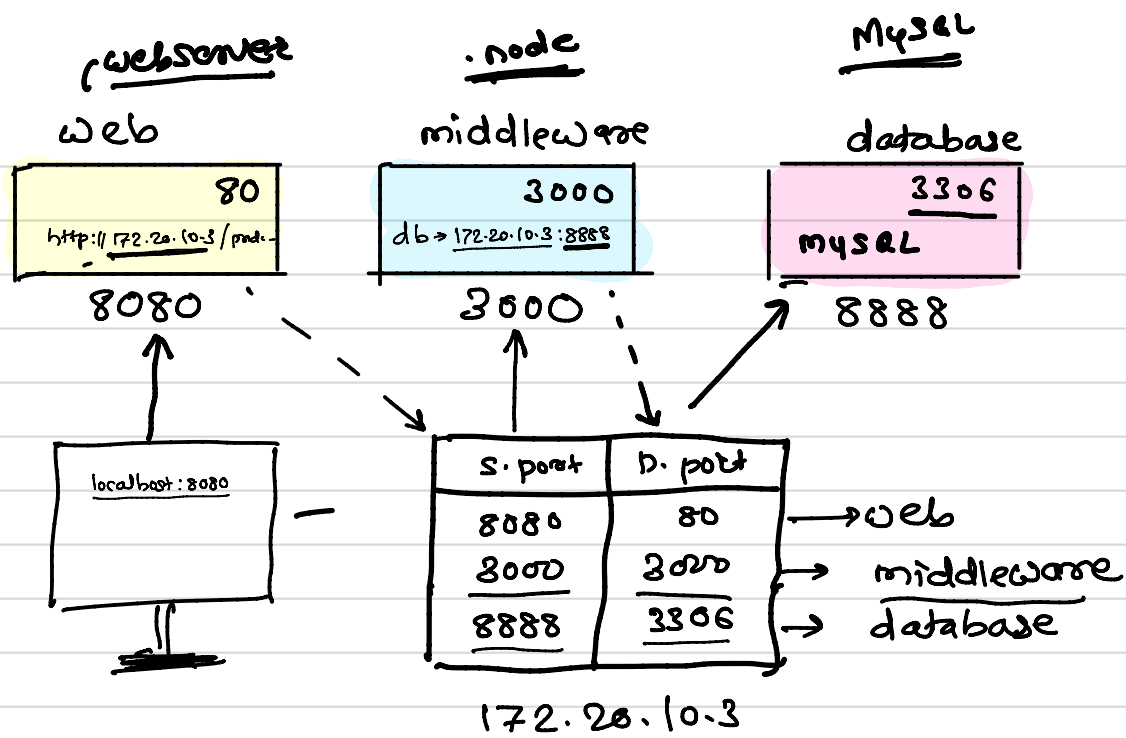 webserver
.node
MySQL
web
middleware
database
80
http://172.20.10.3/prod..
8080
3000
db→172.20.10.3:8888
3000
3306
mysQL
8888
localhost:8080
S.port D.port
8080 80 →web
3000 3000 → middleware
8888 3306 → database
172.20.10.3